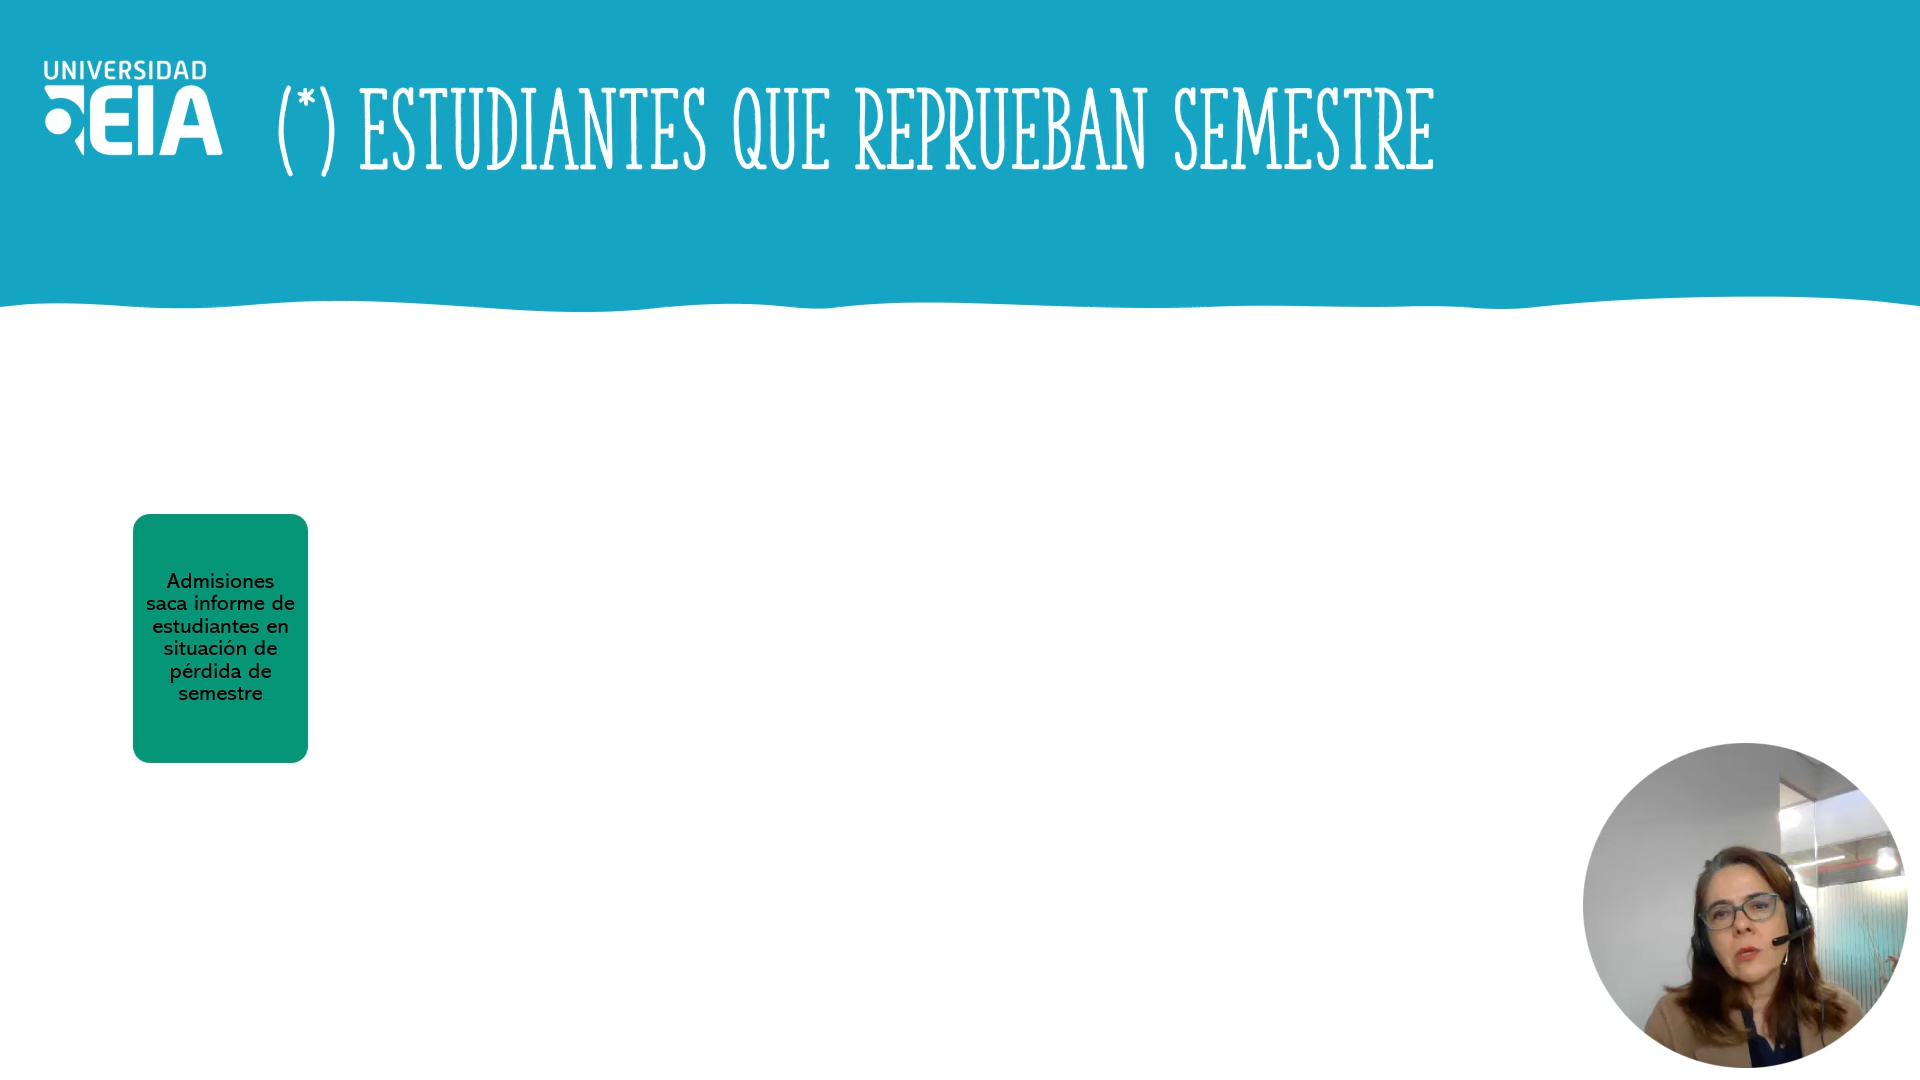 UNIVERSIDAD
EIA
(*) ESTUDIANTES QUE REPRUEBAN SEMESTRE
Admisiones
saca informe de
estudiantes en
situación de
pérdida de
semestre